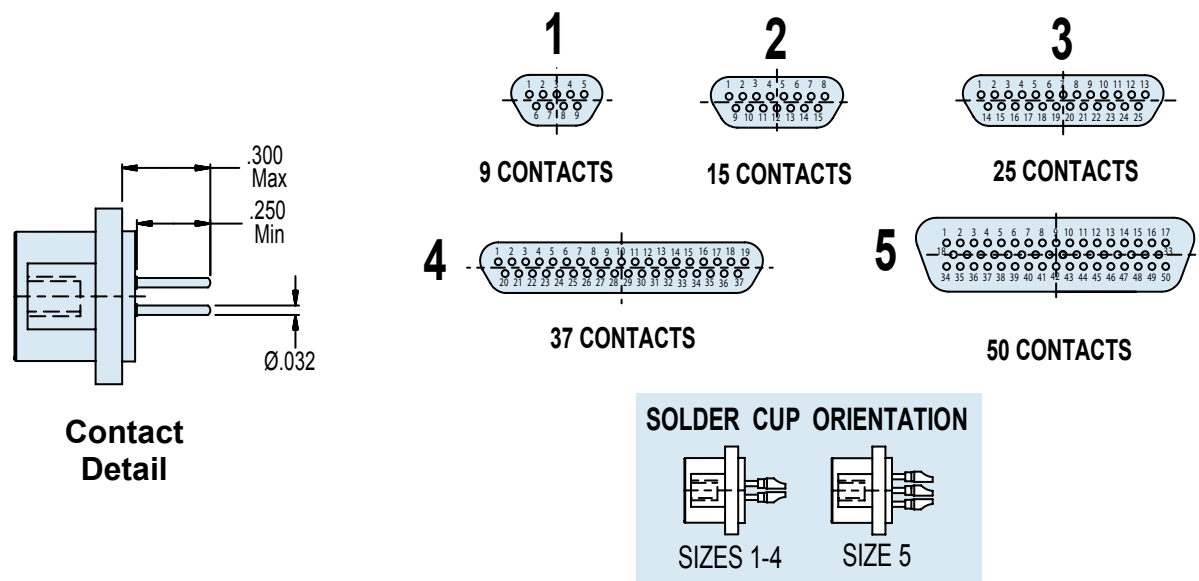 1
1 2 3 4 5
6 7 8 9
9 CONTACTS
2
1 2 3 4 5 6 7 8
9 10 11 12 13 14 15
15 CONTACTS
3
1 2 3 4 5 6 7 8 9 10 11 12 13
14 15 16 17 18 19 20 21 22 23 24 25
25 CONTACTS
.300
Max
.250
Min
Ø.032
Contact
Detail
4
1 2 3 4 5 6 7 8 9 10 11 12 13 14 15 16 17 18 19
20 21 22 23 24 25 26 27 28 29 30 31 32 33 34 35 36 37
37 CONTACTS
5
1 2 3 4 5 6 7 8 9 10 11 12 13 14 15 16 17
18 33
34 35 36 37 38 39 40 41 42 43 44 45 46 47 48 49 50
50 CONTACTS
SOLDER CUP ORIENTATION
SIZES 1-4
SIZE 5